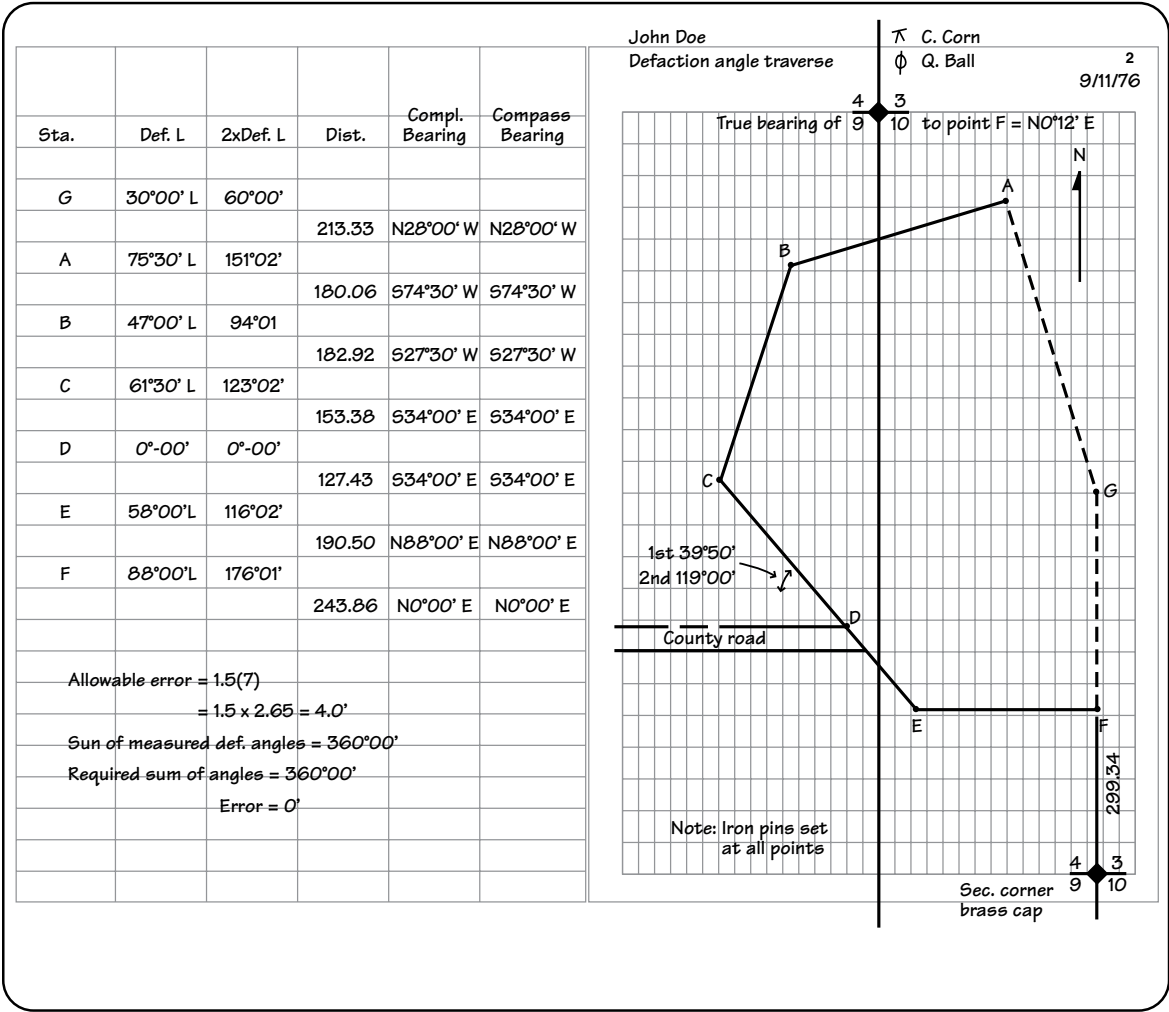 John Doe
Defaction angle traverse
C. Corn
Q. Ball
2
9/11/76
Sta. Def. L 2xDef. L Dist. Compl. Bearing Compass Bearing
G 30°00’ L 60°00’
213.33 N28°00‘ W N28°00‘ W
A 75°30’ L 151°02’
180.06 S74°30’ W S74°30’ W
B 47°00’ L 94°01
182.92 S27°30’ W S27°30’ W
C 61°30’ L 123°02’
153.38 S34°00’ E S34°00’ E
D 0°-00’ 0°-00’
127.43 S34°00’ E S34°00’ E
E 58°00’L 116°02’
190.50 N88°00’ E N88°00’ E
F 88°00’L 176°01’
243.86 N0°00’ E N0°00’ E
Allowable error = 1.5(7)
= 1.5 x 2.65 = 4.0’
Sun of measured def. angles = 360°00’
Required sum of angles = 360°00’
Error = 0’
4 3
True bearing of 9 10 to point F = N0°12’ E
N
A
B
C
G
1st 39°50’
2nd 119°00’
D
County road
E
F
299.34
Note: Iron pins set
at all points
4 3
9 10
Sec. corner
brass cap